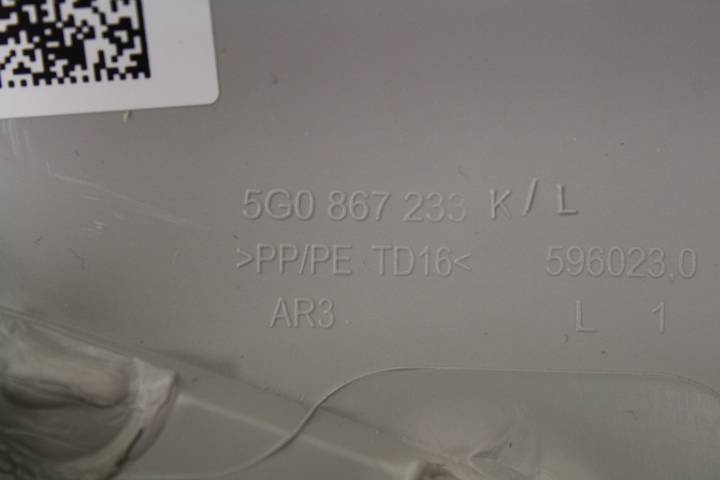 5G0 867 233 K/L
>PP/PE TD16< 596023,0
AR3 L 1